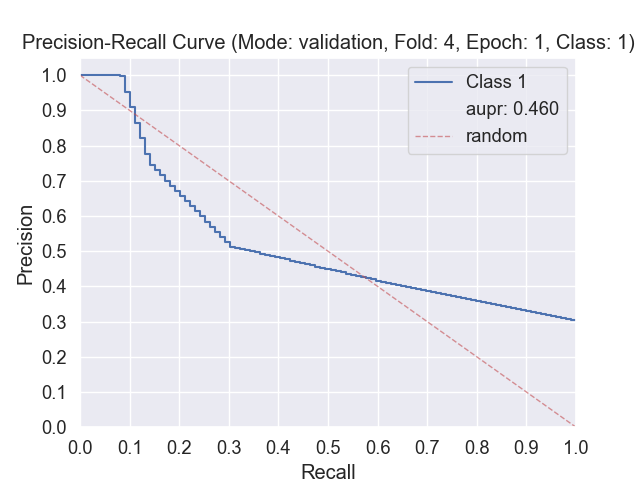 Precision-Recall Curve (Mode: validation, Fold: 4, Epoch: 1, Class: 1)
Class 1
aupr: 0.460
random
Precision
1.0
0.9
0.8
0.7
0.6
0.5
0.4
0.3
0.2
0.1
0.0
0.0 0.1 0.2 0.3 0.4 0.5 0.6 0.7 0.8 0.9 1.0
Recall